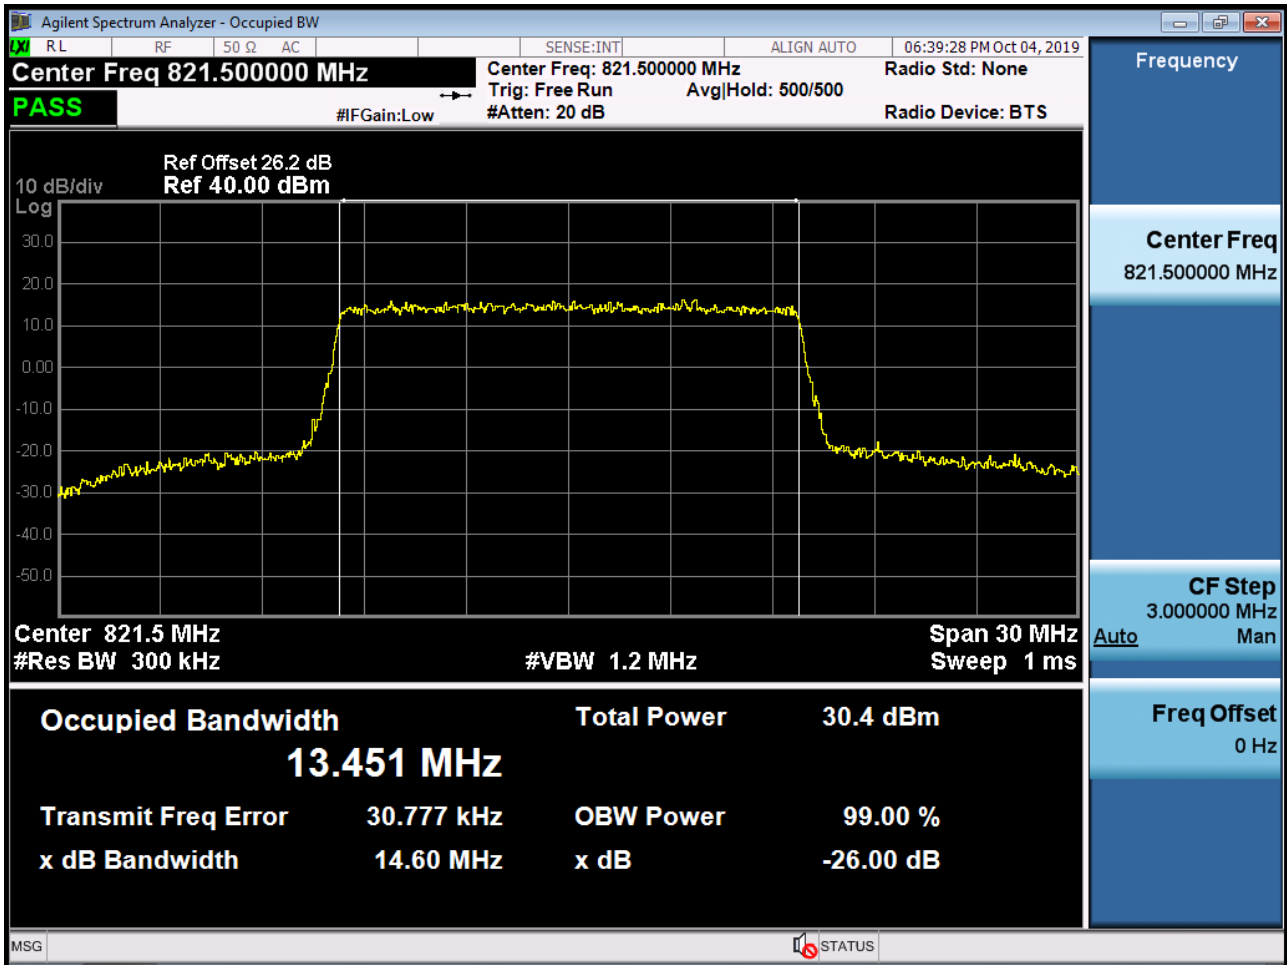 Agilent Spectrum Analyzer - Occupied BW
LXI RL RF 50 Ω AC SENSE:INT ALIGN AUTO 06:39:28 PM Oct 04, 2019
Center Freq 821.500000 MHz
Center Freq: 821.500000 MHz Radio Std: None
Trig: Free Run Avg|Hold: 500/500
PASS
#IFGain:Low #Atten: 20 dB Radio Device: BTS
Ref Offset 26.2 dB
10 dB/div Ref 40.00 dBm
Log
30.0
20.0
10.0
0.00
-10.0
-20.0
-30.0
-40.0
-50.0
Center 821.5 MHz Span 30 MHz
#Res BW 300 kHz #VBW 1.2 MHz Sweep 1 ms
Occupied Bandwidth Total Power 30.4 dBm
13.451 MHz
Transmit Freq Error 30.777 kHz OBW Power 99.00 %
x dB Bandwidth 14.60 MHz x dB -26.00 dB
Frequency
Center Freq
821.500000 MHz
CF Step
3.000000 MHz
Auto Man
Freq Offset
0 Hz
MSG STATUS